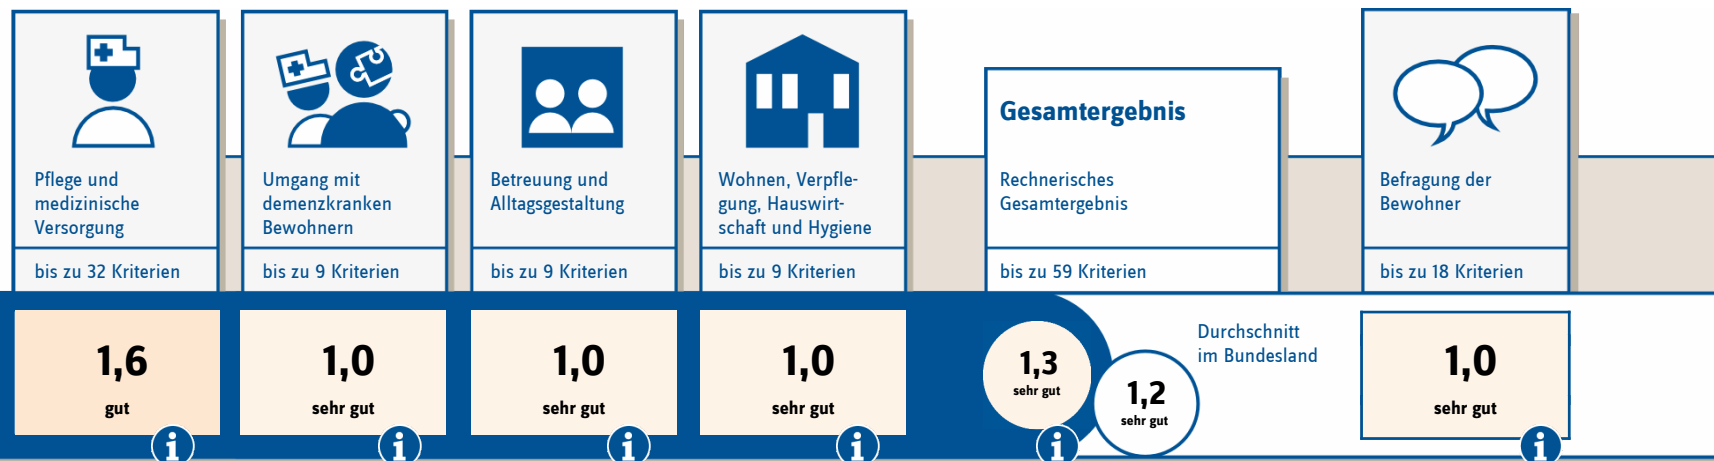 Pflege und
medizinische
Versorgung
bis zu 32 Kriterien
1,6
gut
Umgang mit
demenzkranken
Bewohnern
bis zu 9 Kriterien
1,0
sehr gut
Betreuung und
Alltagsgestaltung
bis zu 9 Kriterien
1,0
sehr gut
Wohnen, Verpfle-
gung, Hauswirt-
schaft und Hygiene
bis zu 9 Kriterien
1,0
sehr gut
Gesamtergebnis
Rechnerisches
Gesamtergebnis
bis zu 59 Kriterien
1,3
sehr gut
Durchschnitt
im Bundesland
1,2
sehr gut
Befragung der
Bewohner
bis zu 18 Kriterien
1,0
sehr gut